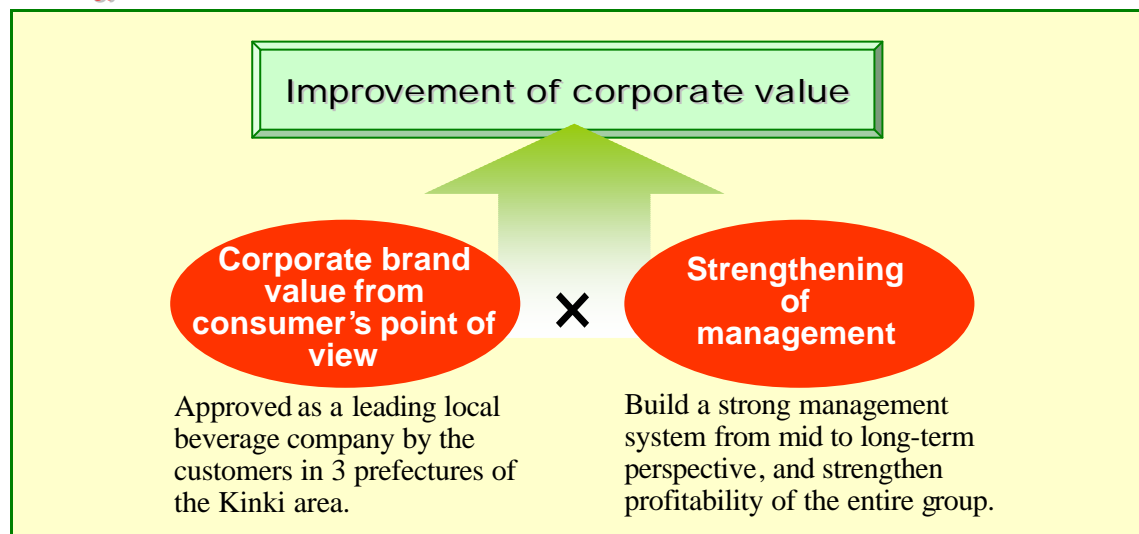 Improvement of corporate value
Corporate brand
value from
consumer’s point of
view
×
Strengthening
of
management
Approved as a leading local
beverage company by the
customers in 3 prefectures of
the Kinki area.
Build a strong management
system from mid to long-term
perspective, and strengthen
profitability of the entire group.